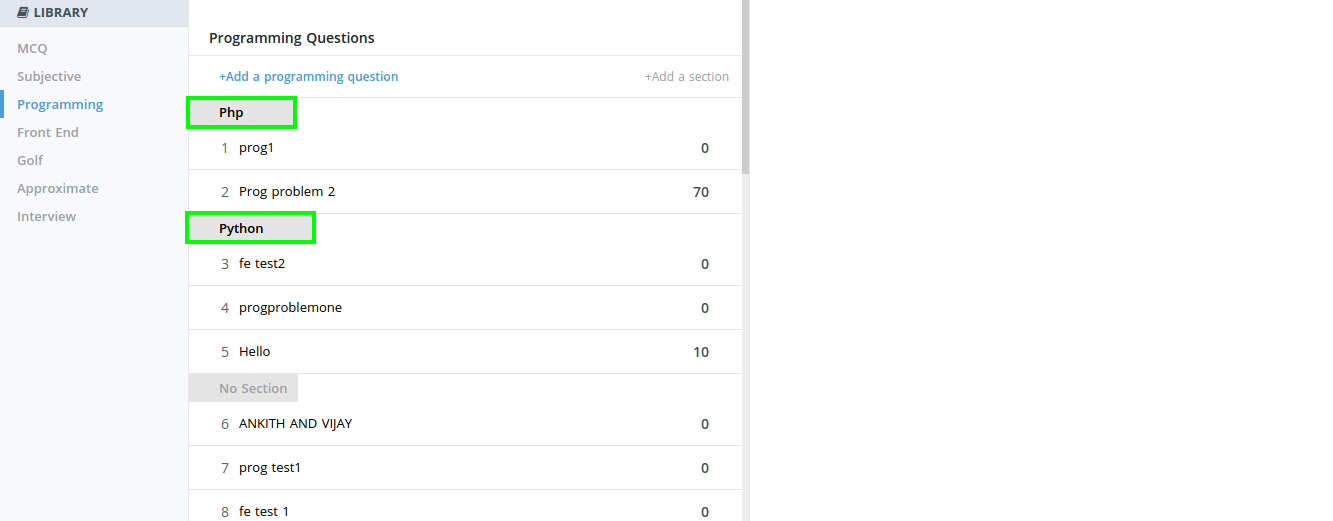 LIBRARY
MCQ
Subjective
Programming
Front End
Golf
Approximate
Interview
Programming Questions
+Add a programming question +Add a section
Php
1 prog1 0
2 Prog problem 2 70
Python
3 fe test2 0
4 progproblemone 0
5 Hello 10
No Section
6 ANKITH AND VIJAY 0
7 prog test1 0
8 fe test 1 0